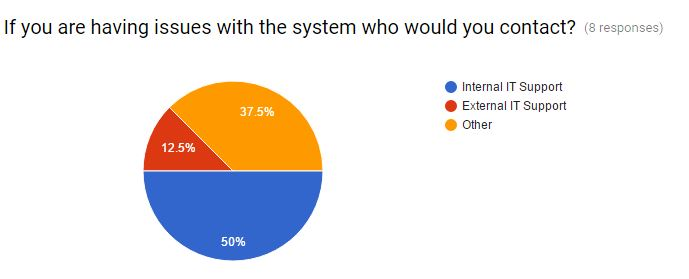 If you are having issues with the system who would you contact? (8 responses)
Internal IT Support
External IT Support
Other
37.5%
12.5%
50%